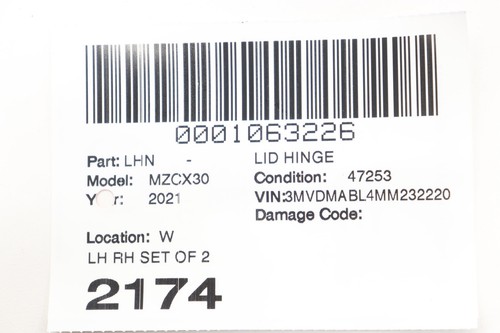 0001063226
Part: LHN - LID HINGE
Model: MZCX30 Condition: 47253
Y r: 2021 VIN:3MVDMABL4MM232220
Damage Code:
Location: W
LH RH SET OF 2
2174